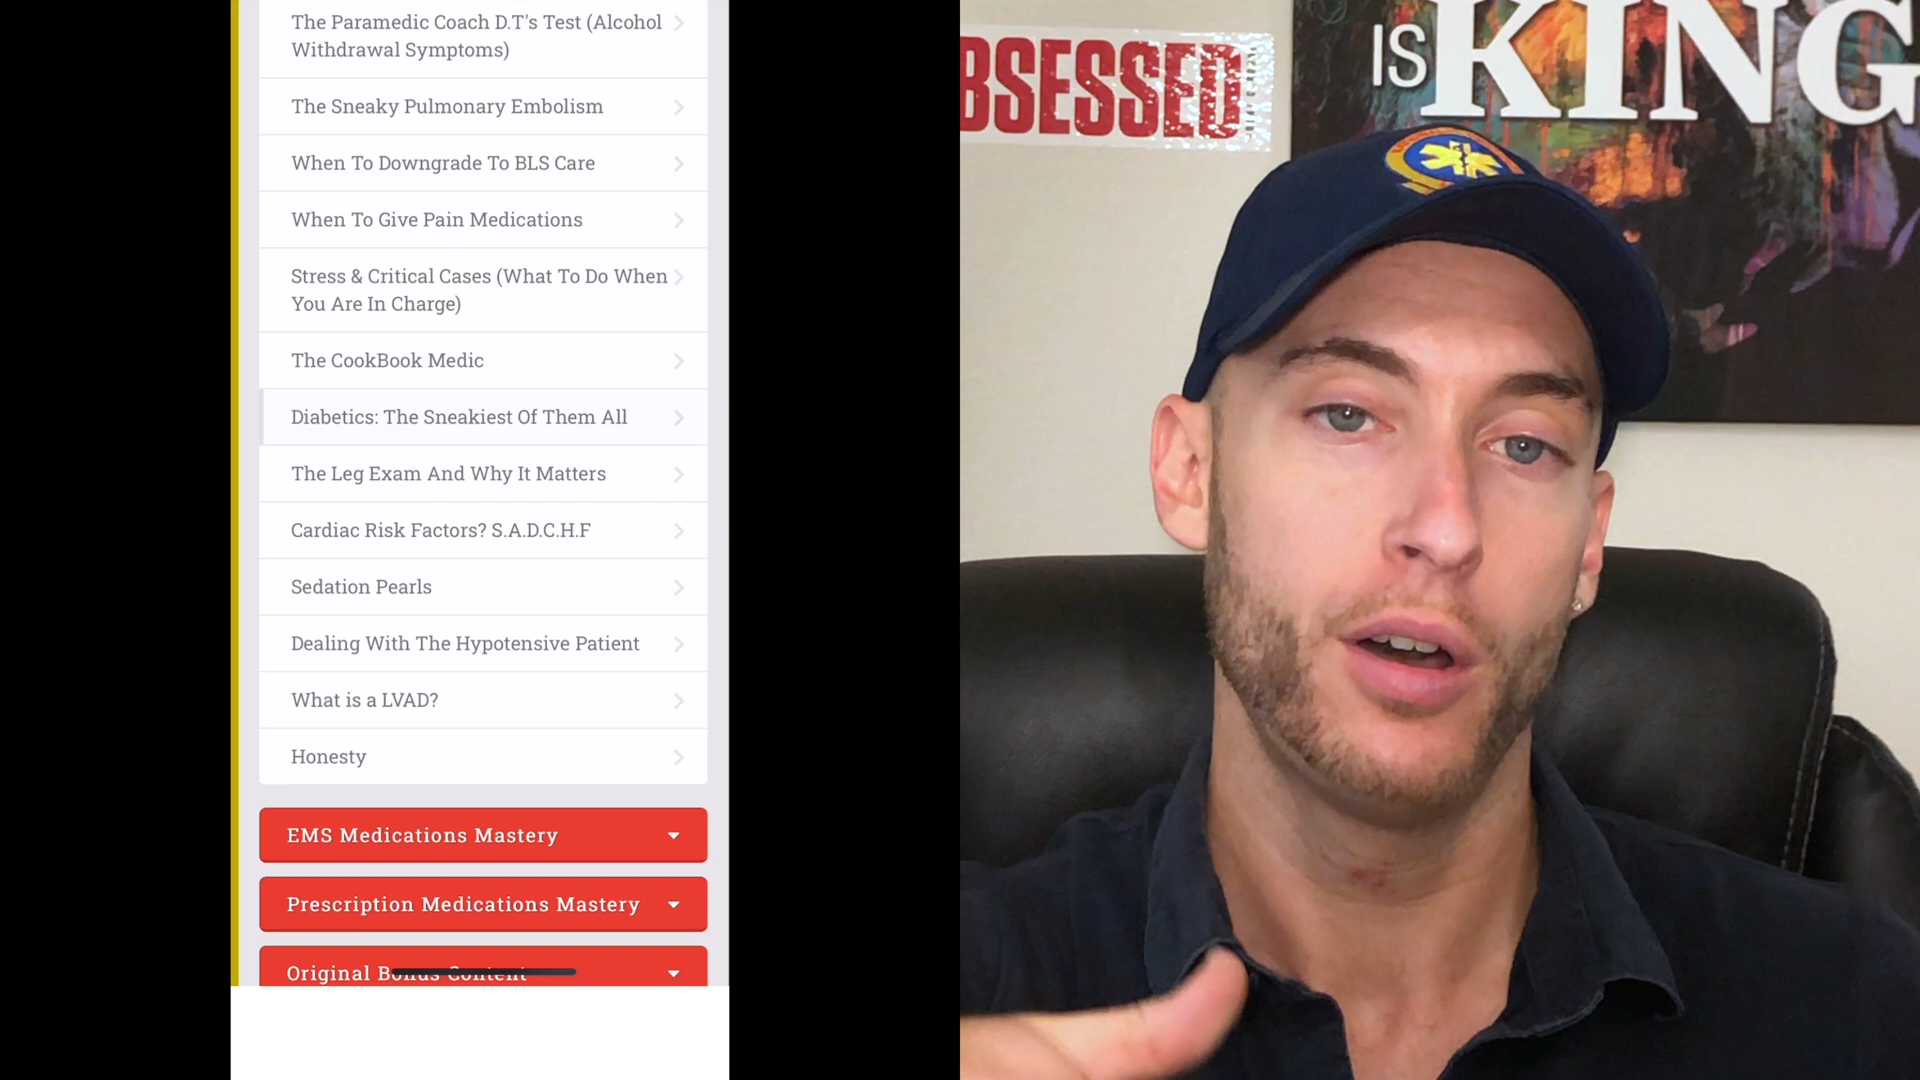 The Paramedic Coach D.T's Test (Alcohol
Withdrawal Symptoms)
The Sneaky Pulmonary Embolism
When To Downgrade To BLS Care
When To Give Pain Medications
Stress & Critical Cases (What To Do When
You Are In Charge)
The CookBook Medic
Diabetics: The Sneakiest Of Them All
The Leg Exam And Why It Matters
Cardiac Risk Factors? S.A.D.C.H.F
Sedation Pearls
Dealing With The Hypotensive Patient
What is a LVAD?
Honesty
EMS Medications Mastery
Prescription Medications Mastery
Original Bonus Content
BSESSED
IS KING